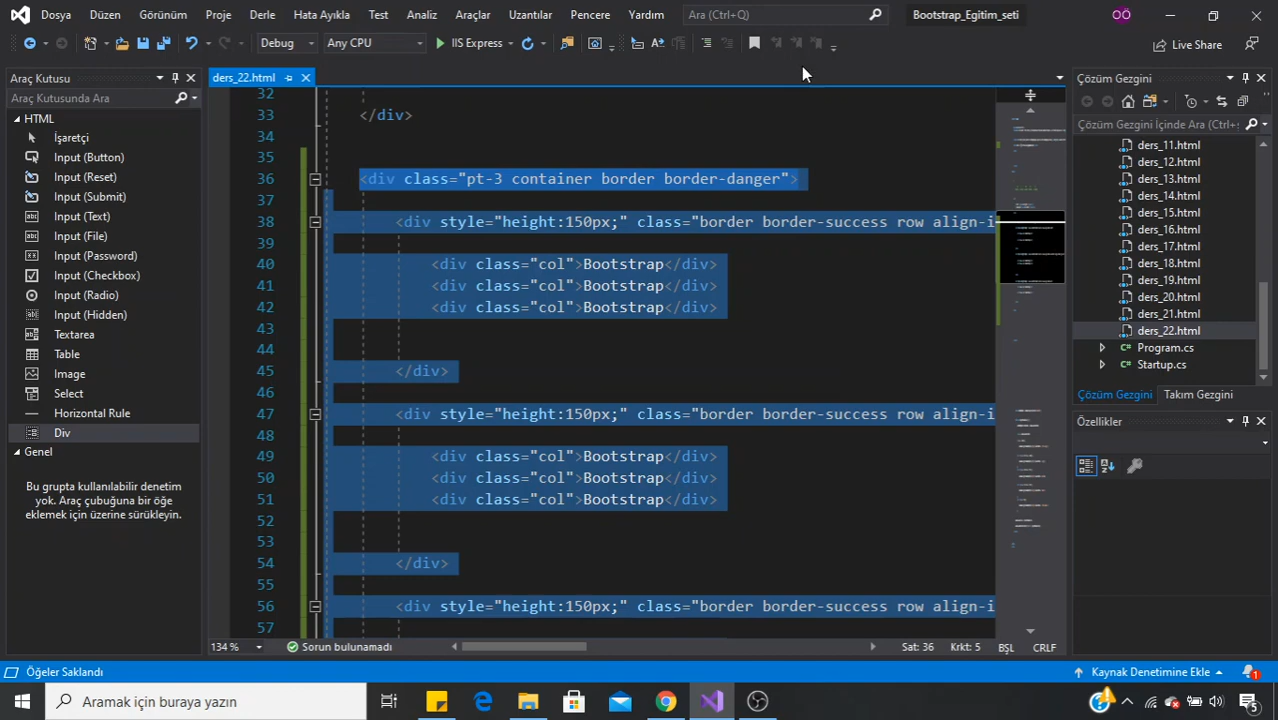 Dosya Düzen Görünüm Proje Derle Hata Ayıkla Test Analiz Araçlar Uzantılar Pencere Yardım Ara (Ctrl+Q) Bootstrap_Egitim_seti OÖ
Debug Any CPU IIS Express Live Share
Araç Kutusu
Araç Kutusunda Ara
HTML
İşaretçi
Input (Button)
Input (Reset)
Input (Submit)
Input (Text)
Input (File)
Input (Password)
Input (Checkbox)
Input (Radio)
Input (Hidden)
Textarea
Table
Image
Select
Horizontal Rule
Div
Genel
Bu grupta kullanılabilir denetim
yok. Araç çubuğuna bir öğe
eklemek için üzerine sürükleyin.
ders_22.html
32
33 </div>
34
35
36 <div class="pt-3 container border border-danger">
37
38 <div style="height:150px;" class="border border-success row align-i
39
40 <div class="col">Bootstrap</div>
41 <div class="col">Bootstrap</div>
42 <div class="col">Bootstrap</div>
43
44
45 </div>
46
47 <div style="height:150px;" class="border border-success row align-i
48
49 <div class="col">Bootstrap</div>
50 <div class="col">Bootstrap</div>
51 <div class="col">Bootstrap</div>
52
53
54 </div>
55
56 <div style="height:150px;" class="border border-success row align-i
57
134 % Sorun bulunamadı Sat: 36 Krkt: 5 BŞL CRLF
Çözüm Gezgini
Çözüm Gezgini İçinde Ara (Ctrl+
ders_11.html
ders_12.html
ders_13.html
ders_14.html
ders_15.html
ders_16.html
ders_17.html
ders_18.html
ders_19.html
ders_20.html
ders_21.html
ders_22.html
C# Program.cs
C# Startup.cs
Çözüm Gezgini Takım Gezgini
Özellikler
Öğeler Saklandı Kaynak Denetimine Ekle 1
Aramak için buraya yazın 5